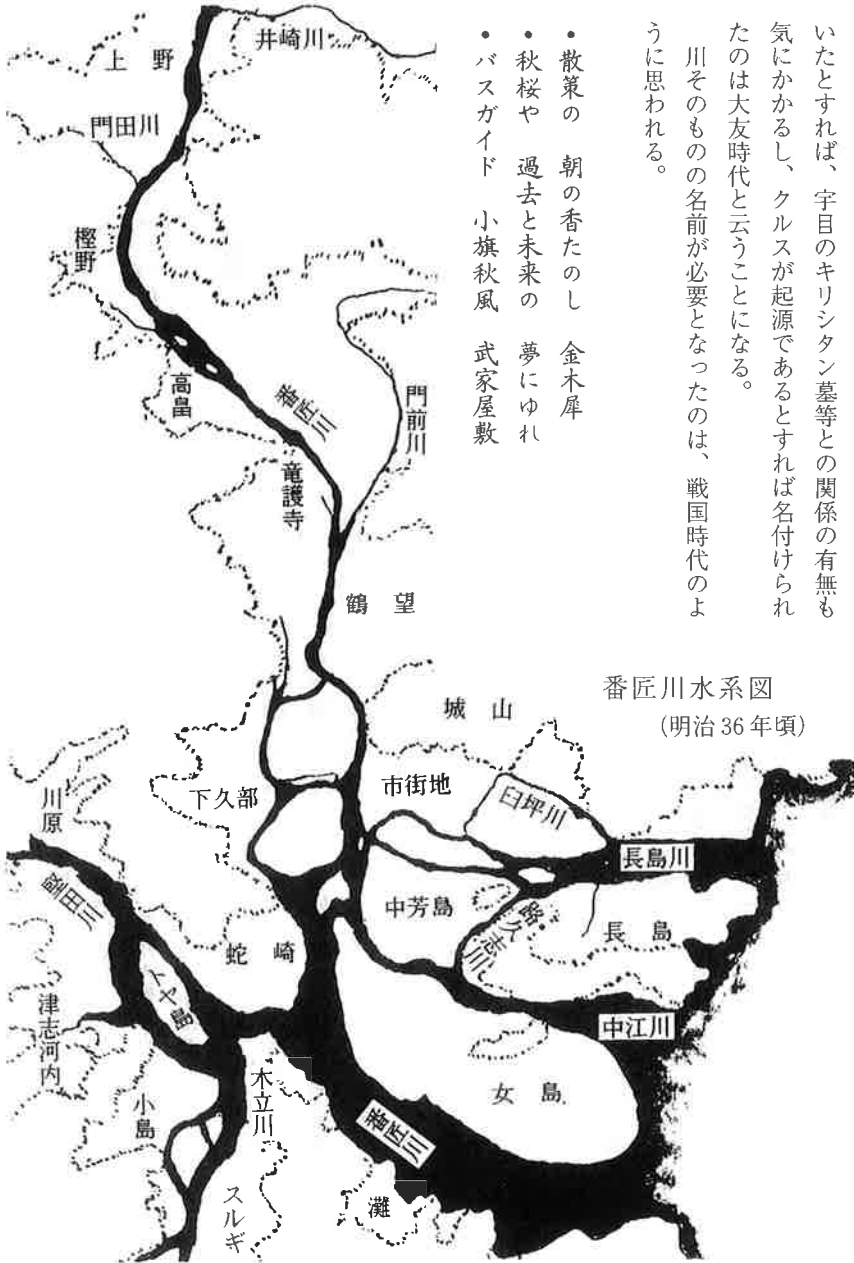 いたとすれば、宇目のキリシタン墓等との関係の有無も
気にかかるし、クルスが起源であるとすれば名付けられ
たのは大友時代と云うことになる。
川そのものの名前が必要となったのは、戦国時代のよ
うに思われる。
・散策の 朝の香たのし 金木犀
・秋桜や 過去と未来の 夢にゆれ
・バスガイド 小旗秋風 武家屋敷
番匠川水系図
(明治36年頃)
井崎川
上野
門田川
樫野
高畠
番匠川
門前川
竜護寺
鶴望
城山
市街地
臼坪川
下久部
川原
長島川
堅田川
中芳島
路久志川
長島
蛇崎
津志河内
中江川
女島
木立川
小島
番匠川
スルギ
灘